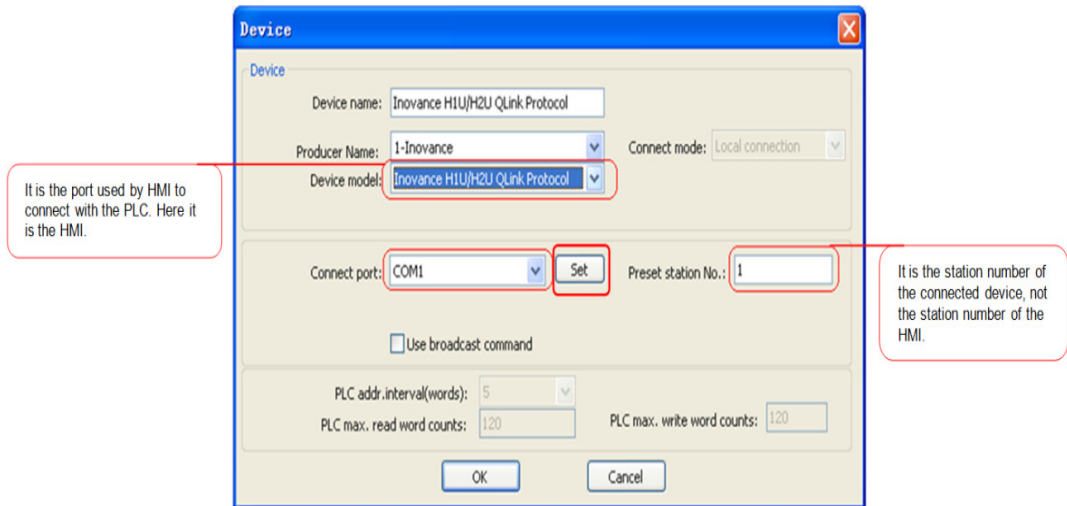 Device
Device
Device name: Inovance H1U/H2U QLink Protocol
Producer Name: 1-Inovance Connect mode: Local connection
Device model: Inovance H1U/H2U QLink Protocol
It is the port used by HMI to
connect with the PLC. Here it
is the HMI.
Connect port: COM1 Set Preset station No.: 1
It is the station number of
the connected device, not
the station number of the
HMI.
Use broadcast command
PLC addr.interval(words): 5
PLC max. read word counts: 120 PLC max. write word counts: 120
OK Cancel